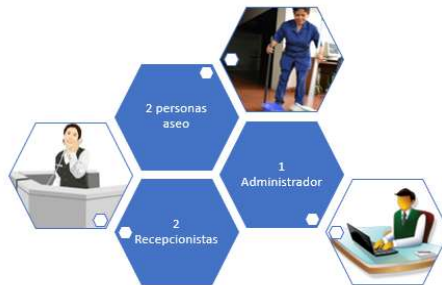 2 personas
aseo
1
Administrador
2
Recepcionistas